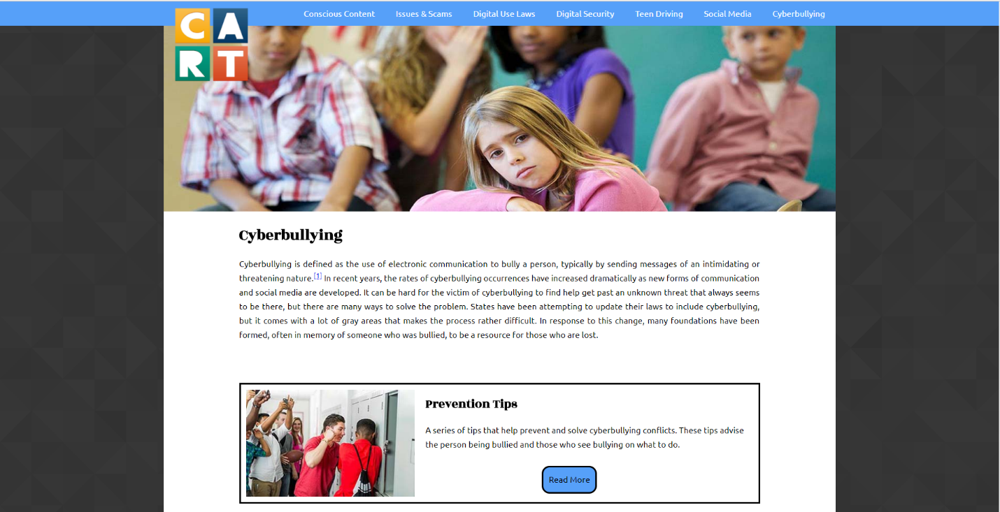 Conscious Content Issues & Scams Digital Use Laws Digital Security Teen Driving Social Media Cyberbullying
CA
RT
Cyberbullying
Cyberbullying is defined as the use of electronic communication to bully a person, typically by sending messages of an intimidating or
threatening nature.[1] In recent years, the rates of cyberbullying occurrences have increased dramatically as new forms of communication
and social media are developed. It can be hard for the victim of cyberbullying to find help get past an unknown threat that always seems
to be there, but there are many ways to solve the problem. States have been attempting to update their laws to include cyberbullying,
but it comes with a lot of gray areas that makes the process rather difficult. In response to this change, many foundations have been
formed, often in memory of someone who was bullied, to be a resource for those who are lost.
Prevention Tips
A series of tips that help prevent and solve cyberbullying conflicts. These tips advise
the person being bullied and those who see bullying on what to do.
Read More